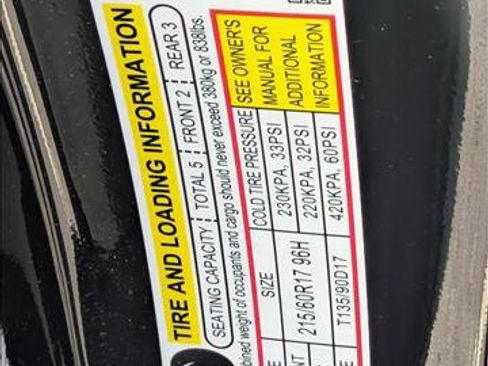 TIRE AND LOADING INFORMATION
SEATING CAPACITY TOTAL 5 FRONT 2 REAR 3
weight of occupants and cargo should never exceed 380kg or 838lbs.
SIZE COLD TIRE PRESSURE SEE OWNER'S
MANUAL FOR
ADDITIONAL
INFORMATION
215/60R17 96H 230KPA, 33PSI
220KPA, 32PSI
T135/90D17 420KPA, 60PSI